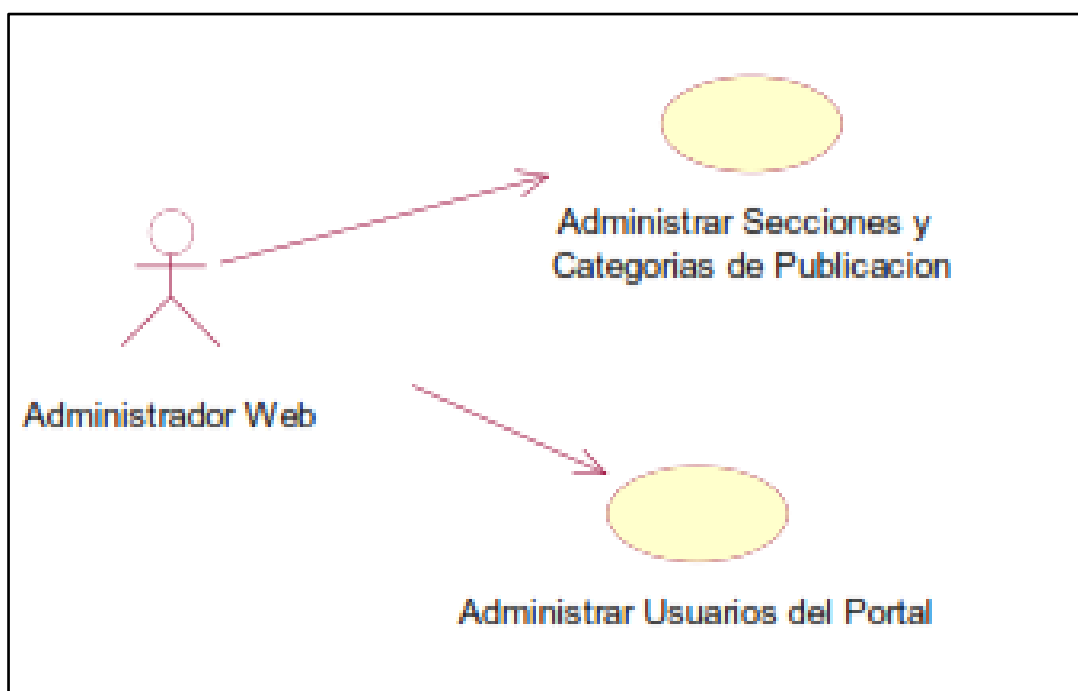 Administrar Secciones y
Categorias de Publicacion
Administrador Web
Administrar Usuarios del Portal